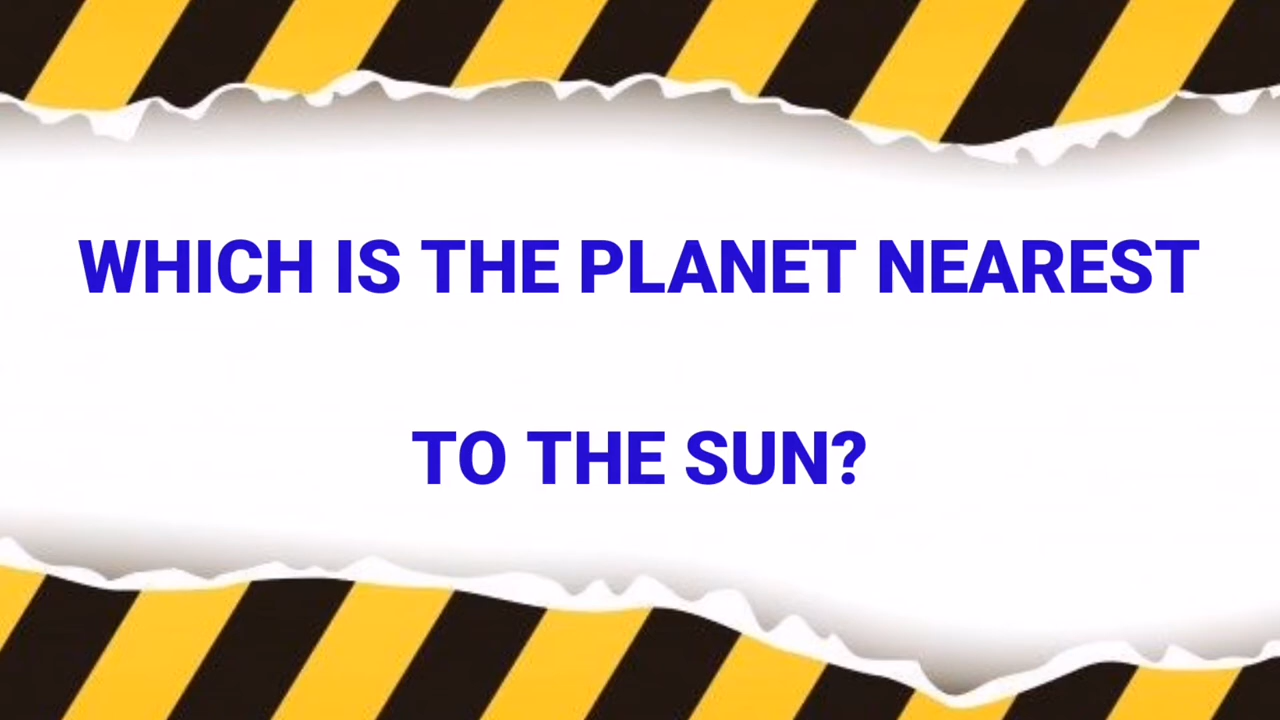 WHICH IS THE PLANET NEAREST
TO THE SUN?